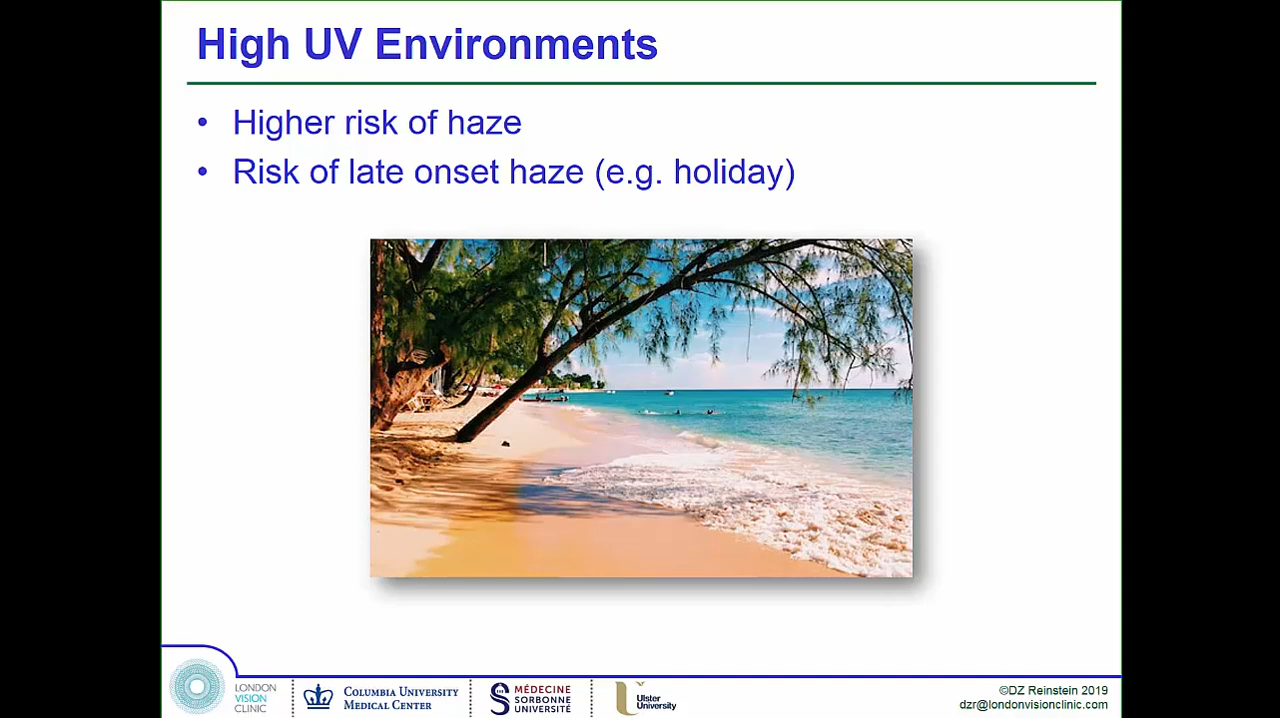 High UV Environments
• Higher risk of haze
• Risk of late onset haze (e.g. holiday)
LONDON
VISION
CLINIC
COLUMBIA UNIVERSITY
MEDICAL CENTER
MÉDECINE
SORBONNE
UNIVERSITÉ
Ulster
University
©DZ Reinstein 2019
dzr@londonvisionclinic.com